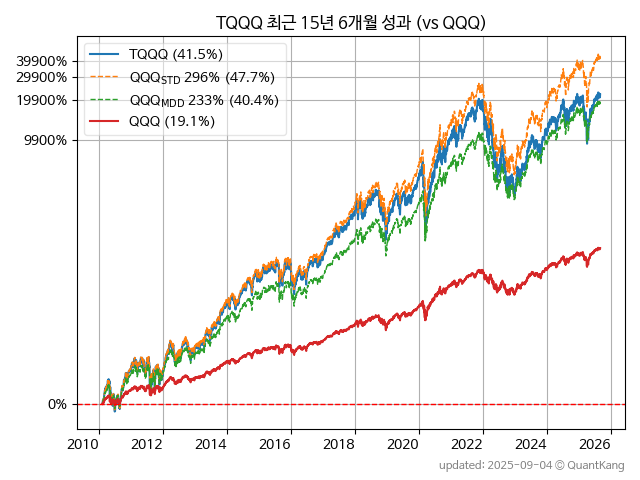 TQQQ 최근 15년 6개월 성과 (vs QQQ)
TQQQ (41.5%)
QQQSTD 296% (47.7%)
QQQMDD 233% (40.4%)
QQQ (19.1%)
39900%
29900%
19900%
9900%
0%
2010 2012 2014 2016 2018 2020 2022 2024 2026
updated: 2025-09-04 © QuantKang